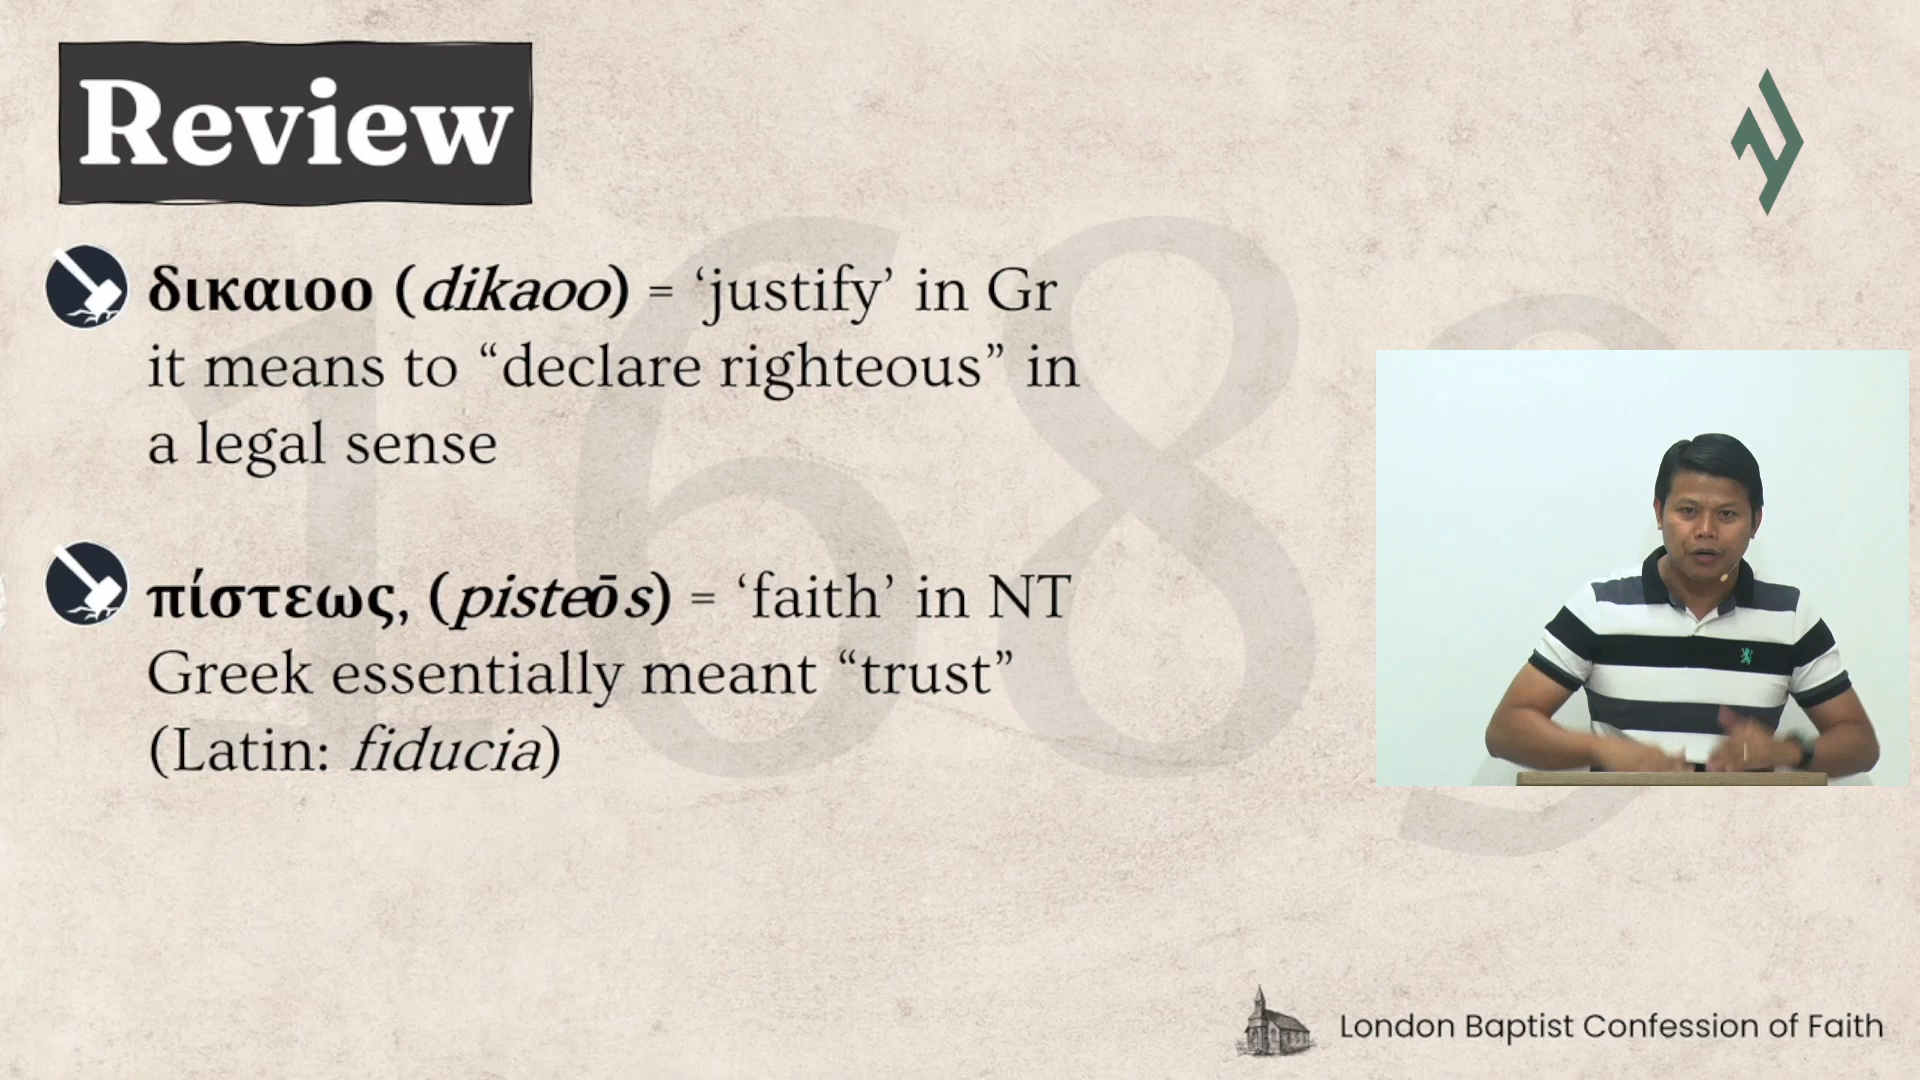 Review
δικαιοο (dikaoo) = ‘justify’ in Gr
it means to “declare righteous” in
a legal sense
πίστεως, (pisteōs) = ‘faith’ in NT
Greek essentially meant “trust”
(Latin: fiducia)
1689
London Baptist Confession of Faith